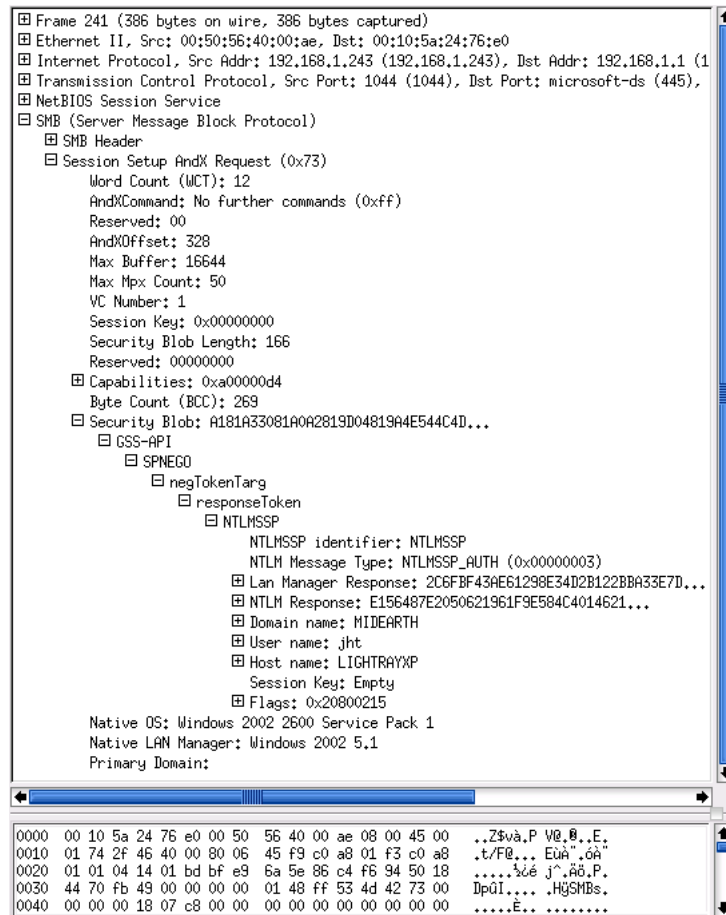 Frame 241 (386 bytes on wire, 386 bytes captured)
Ethernet II, Src: 00:50:56:40:00:ae, Dst: 00:10:5a:24:76:e0
Internet Protocol, Src Addr: 192.168.1.243 (192.168.1.243), Dst Addr: 192.168.1.1 (1
Transmission Control Protocol, Src Port: 1044 (1044), Dst Port: microsoft-ds (445),
NetBIOS Session Service
SMB (Server Message Block Protocol)
SMB Header
Session Setup AndX Request (0x73)
Word Count (WCT): 12
AndXCommand: No further commands (0xff)
Reserved: 00
AndXOffset: 328
Max Buffer: 16644
Max Mpx Count: 50
VC Number: 1
Session Key: 0x00000000
Security Blob Length: 166
Reserved: 00000000
Capabilities: 0xa00000d4
Byte Count (BCC): 269
Security Blob: A181A33081A0A2819D04819A4E544C4D...
GSS-API
SPNEGO
negTokenTarg
responseToken
NTLMSSP
NTLMSSP identifier: NTLMSSP
NTLM Message Type: NTLMSSP_AUTH (0x00000003)
Lan Manager Response: 2C6FBF43AE61298E34D2B122BBA33E7D...
NTLM Response: E156487E2050621961F9E584C4014621...
Domain name: MIDEARTH
User name: jht
Host name: LIGHTRAYXP
Session Key: Empty
Flags: 0x20800215
Native OS: Windows 2002 2600 Service Pack 1
Native LAN Manager: Windows 2002 5.1
Primary Domain:
0000 00 10 5a 24 76 e0 00 50 56 40 00 ae 08 00 45 00 ..Z$và.P V@.®..E.
0010 01 74 2f 46 40 00 80 06 45 f9 c0 a8 01 f3 c0 a8 .t/F@... EùÀ¨.óÀ¨
0020 01 01 04 14 01 bd bf e9 6a 5e 86 c4 f6 94 50 18 .....½¿é j^.Äö.P.
0030 44 70 fb 49 00 00 00 00 01 48 ff 53 4d 42 73 00 DpûI.... .HÿSMBs.
0040 00 00 00 18 07 c8 00 00 00 00 00 00 00 00 00 00 .....È.. ........